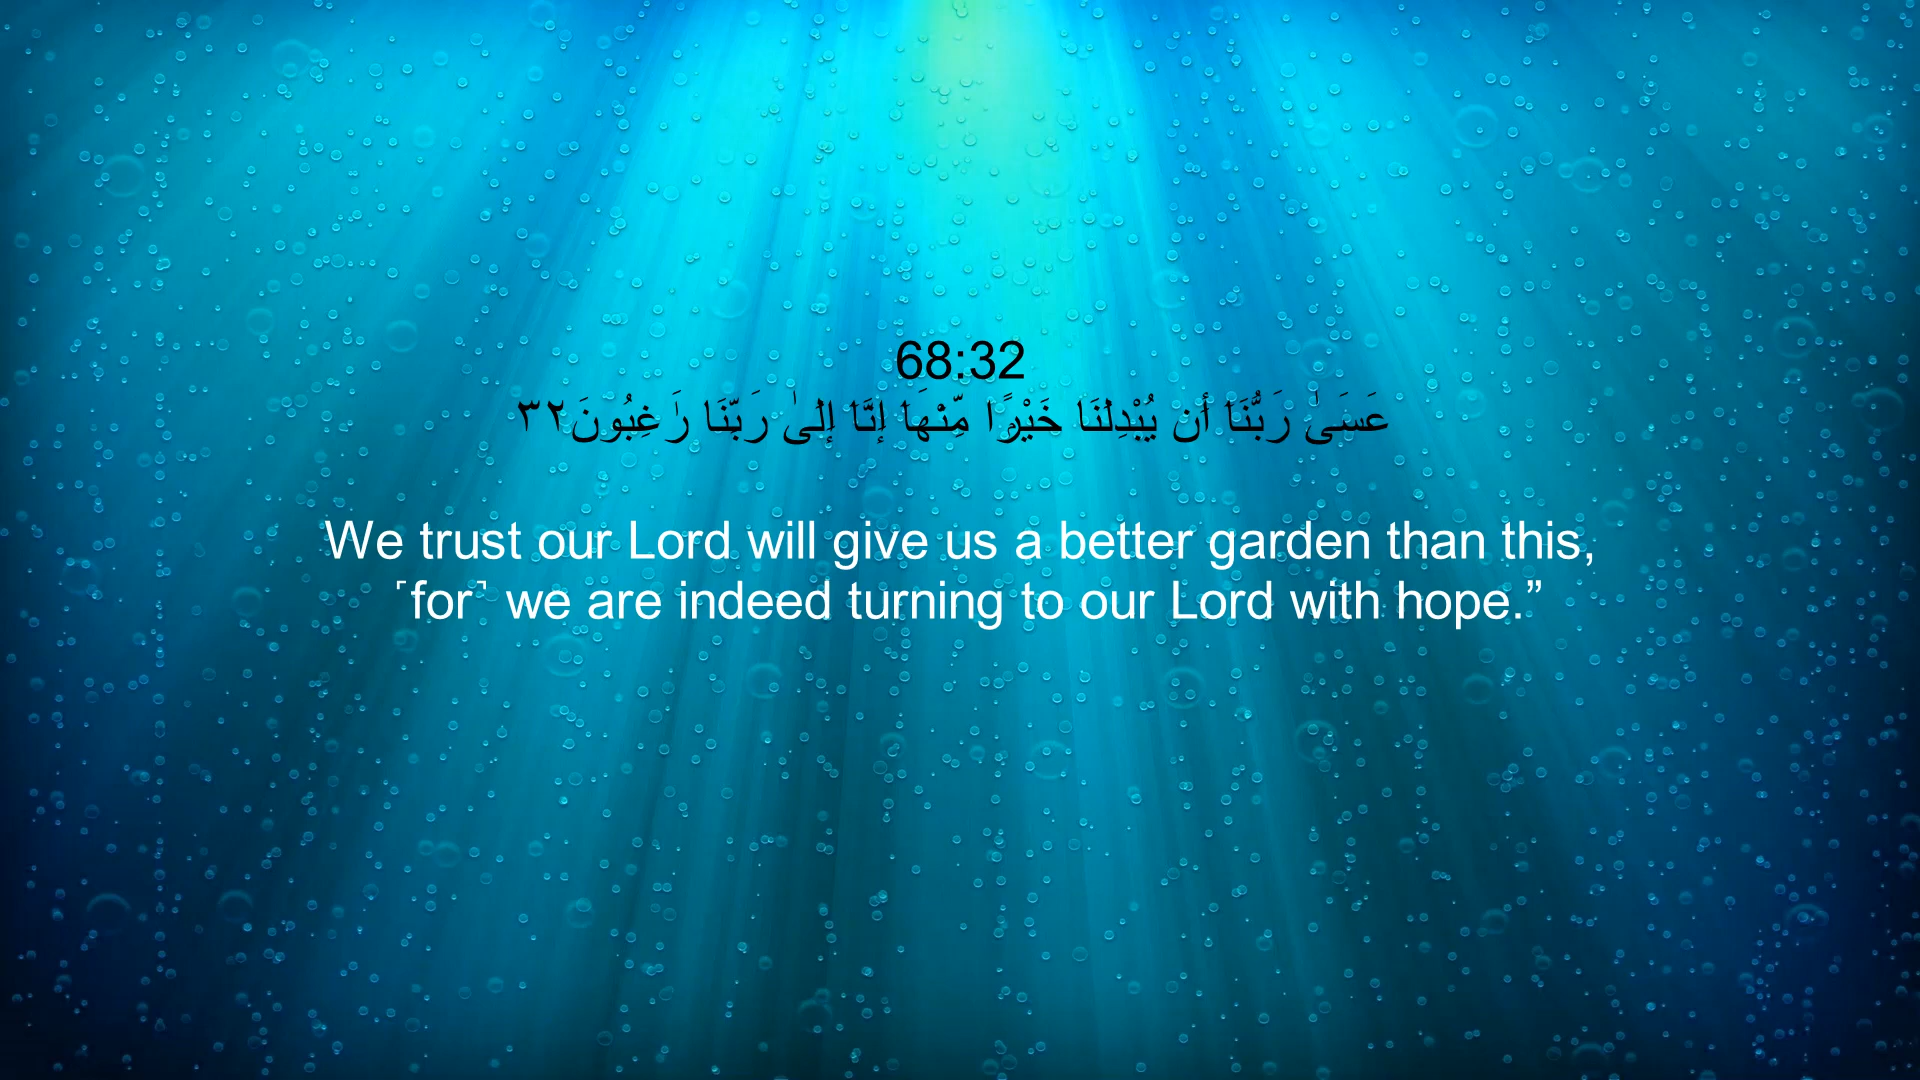 68:32
عَسَىٰ رَبُّنَآ أَن يُبْدِلَنَا خَيْرًۭا مِّنْهَآ إِنَّآ إِلَىٰ رَبِّنَا رَٰغِبُونَ٣٢
We trust our Lord will give us a better garden than this,
˹for˺ we are indeed turning to our Lord with hope.”